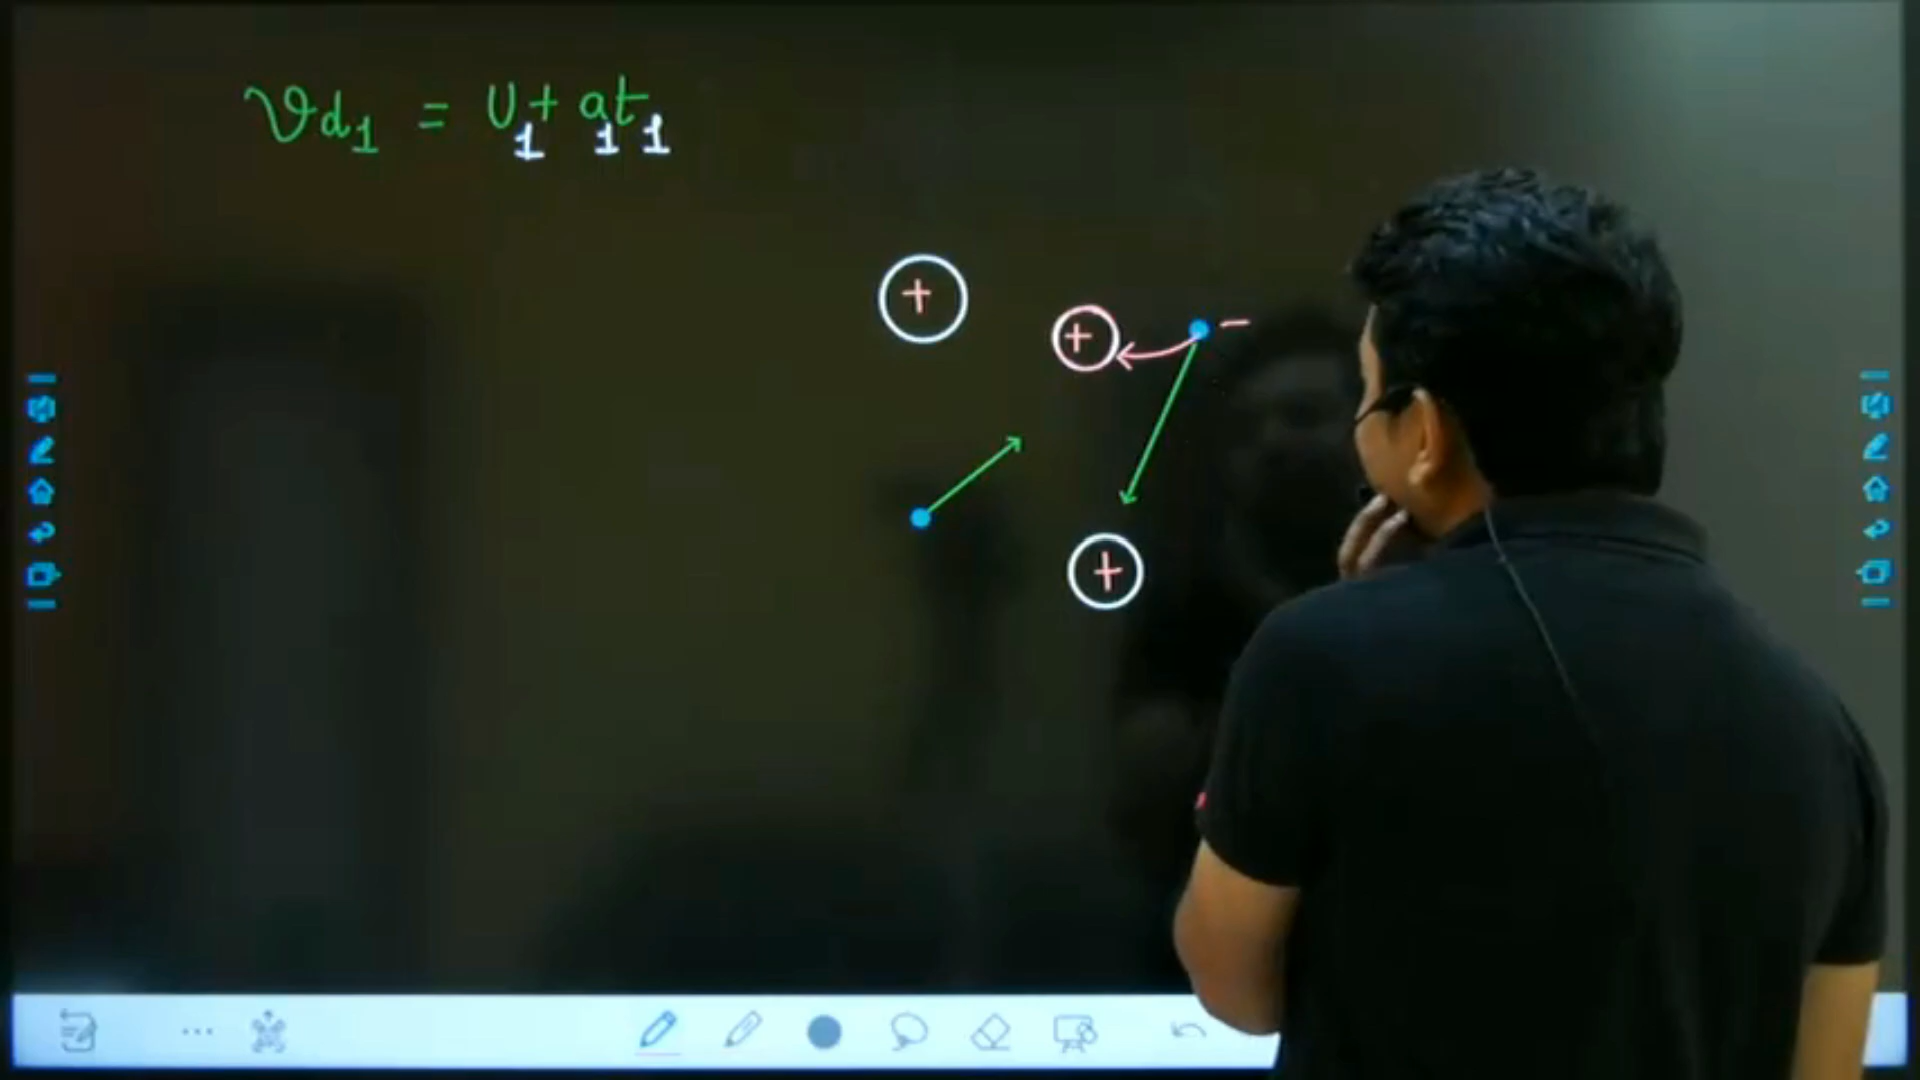 vd₁ = U₁ + a₁t₁
+
+ -
+